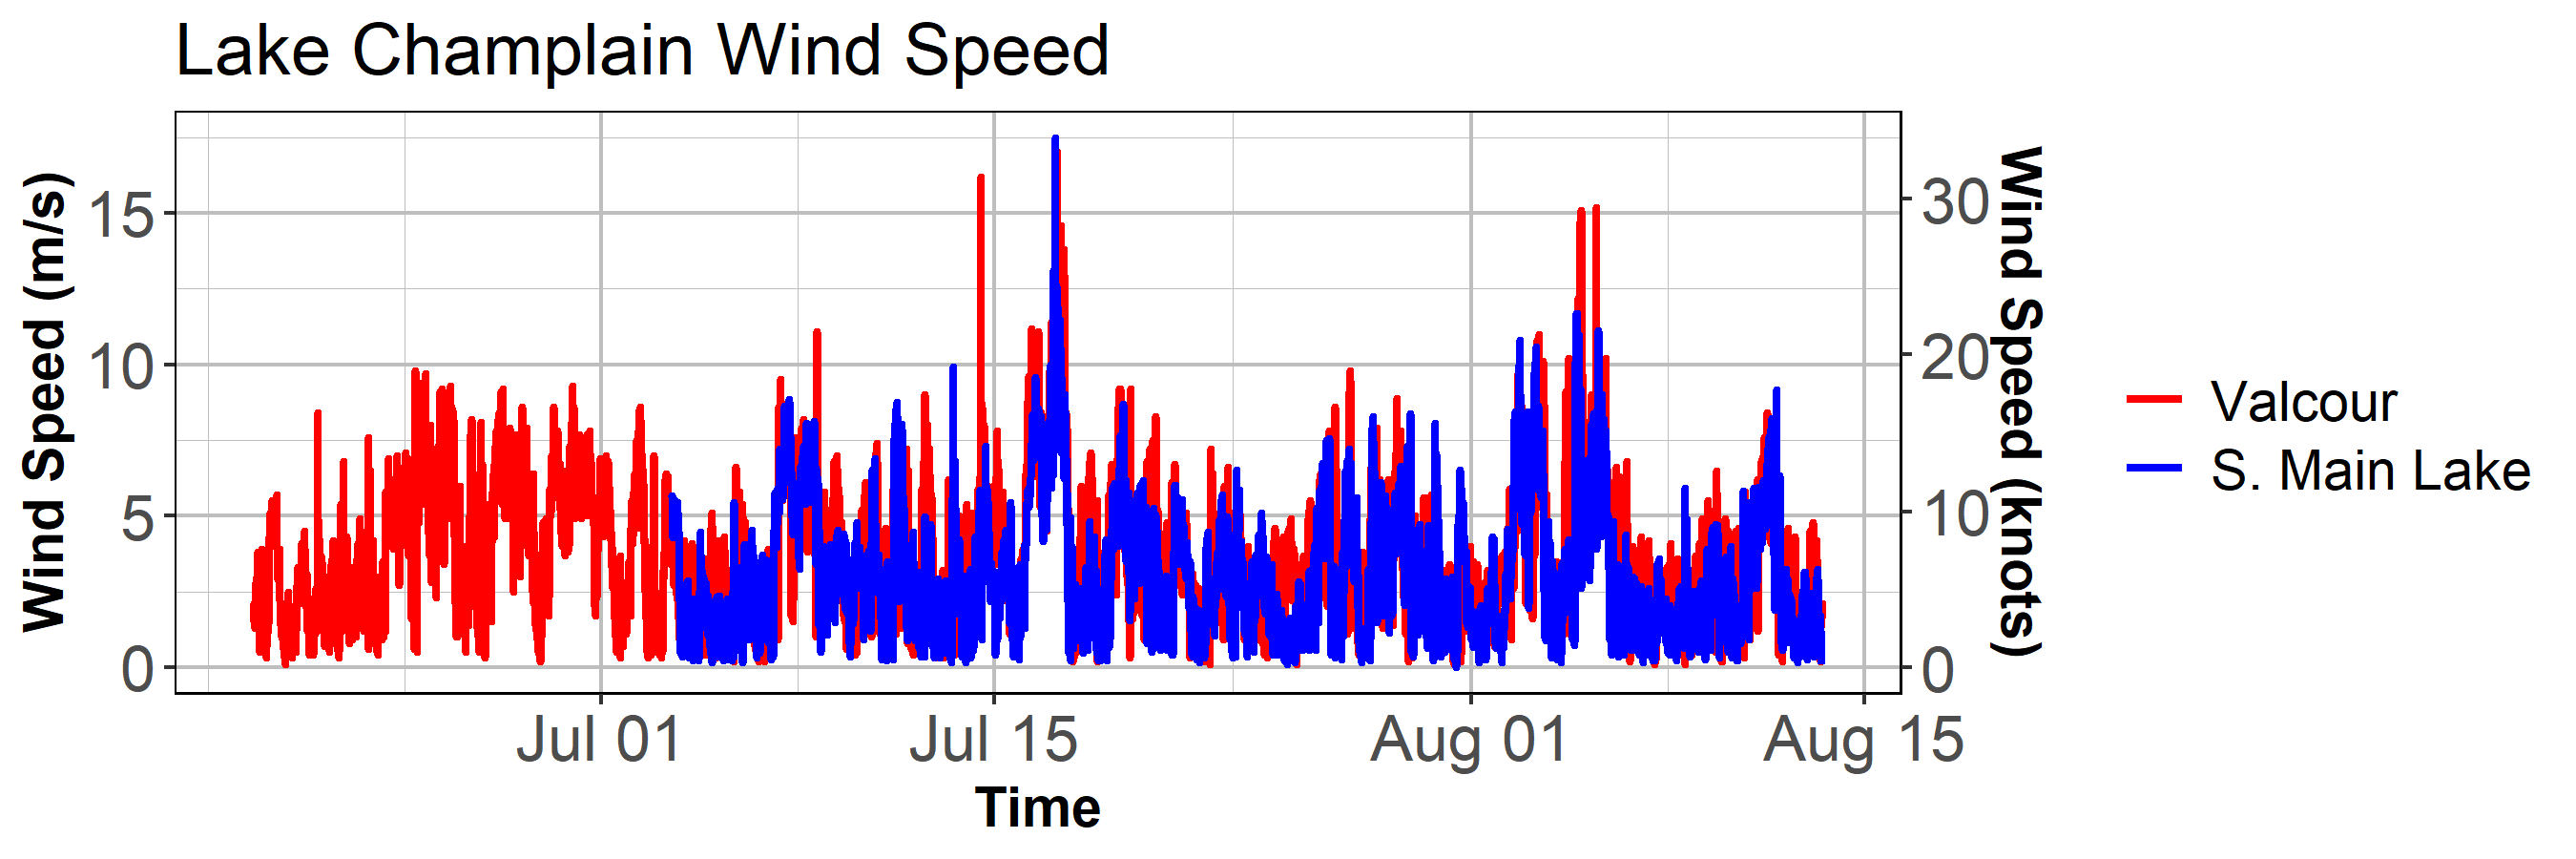 Lake Champlain Wind Speed
Wind Speed (m/s)
15
10
5
0
30
20
10
0
Wind Speed (knots)
Jul 01
Jul 15
Aug 01
Aug 15
Time
Valcour
S. Main Lake